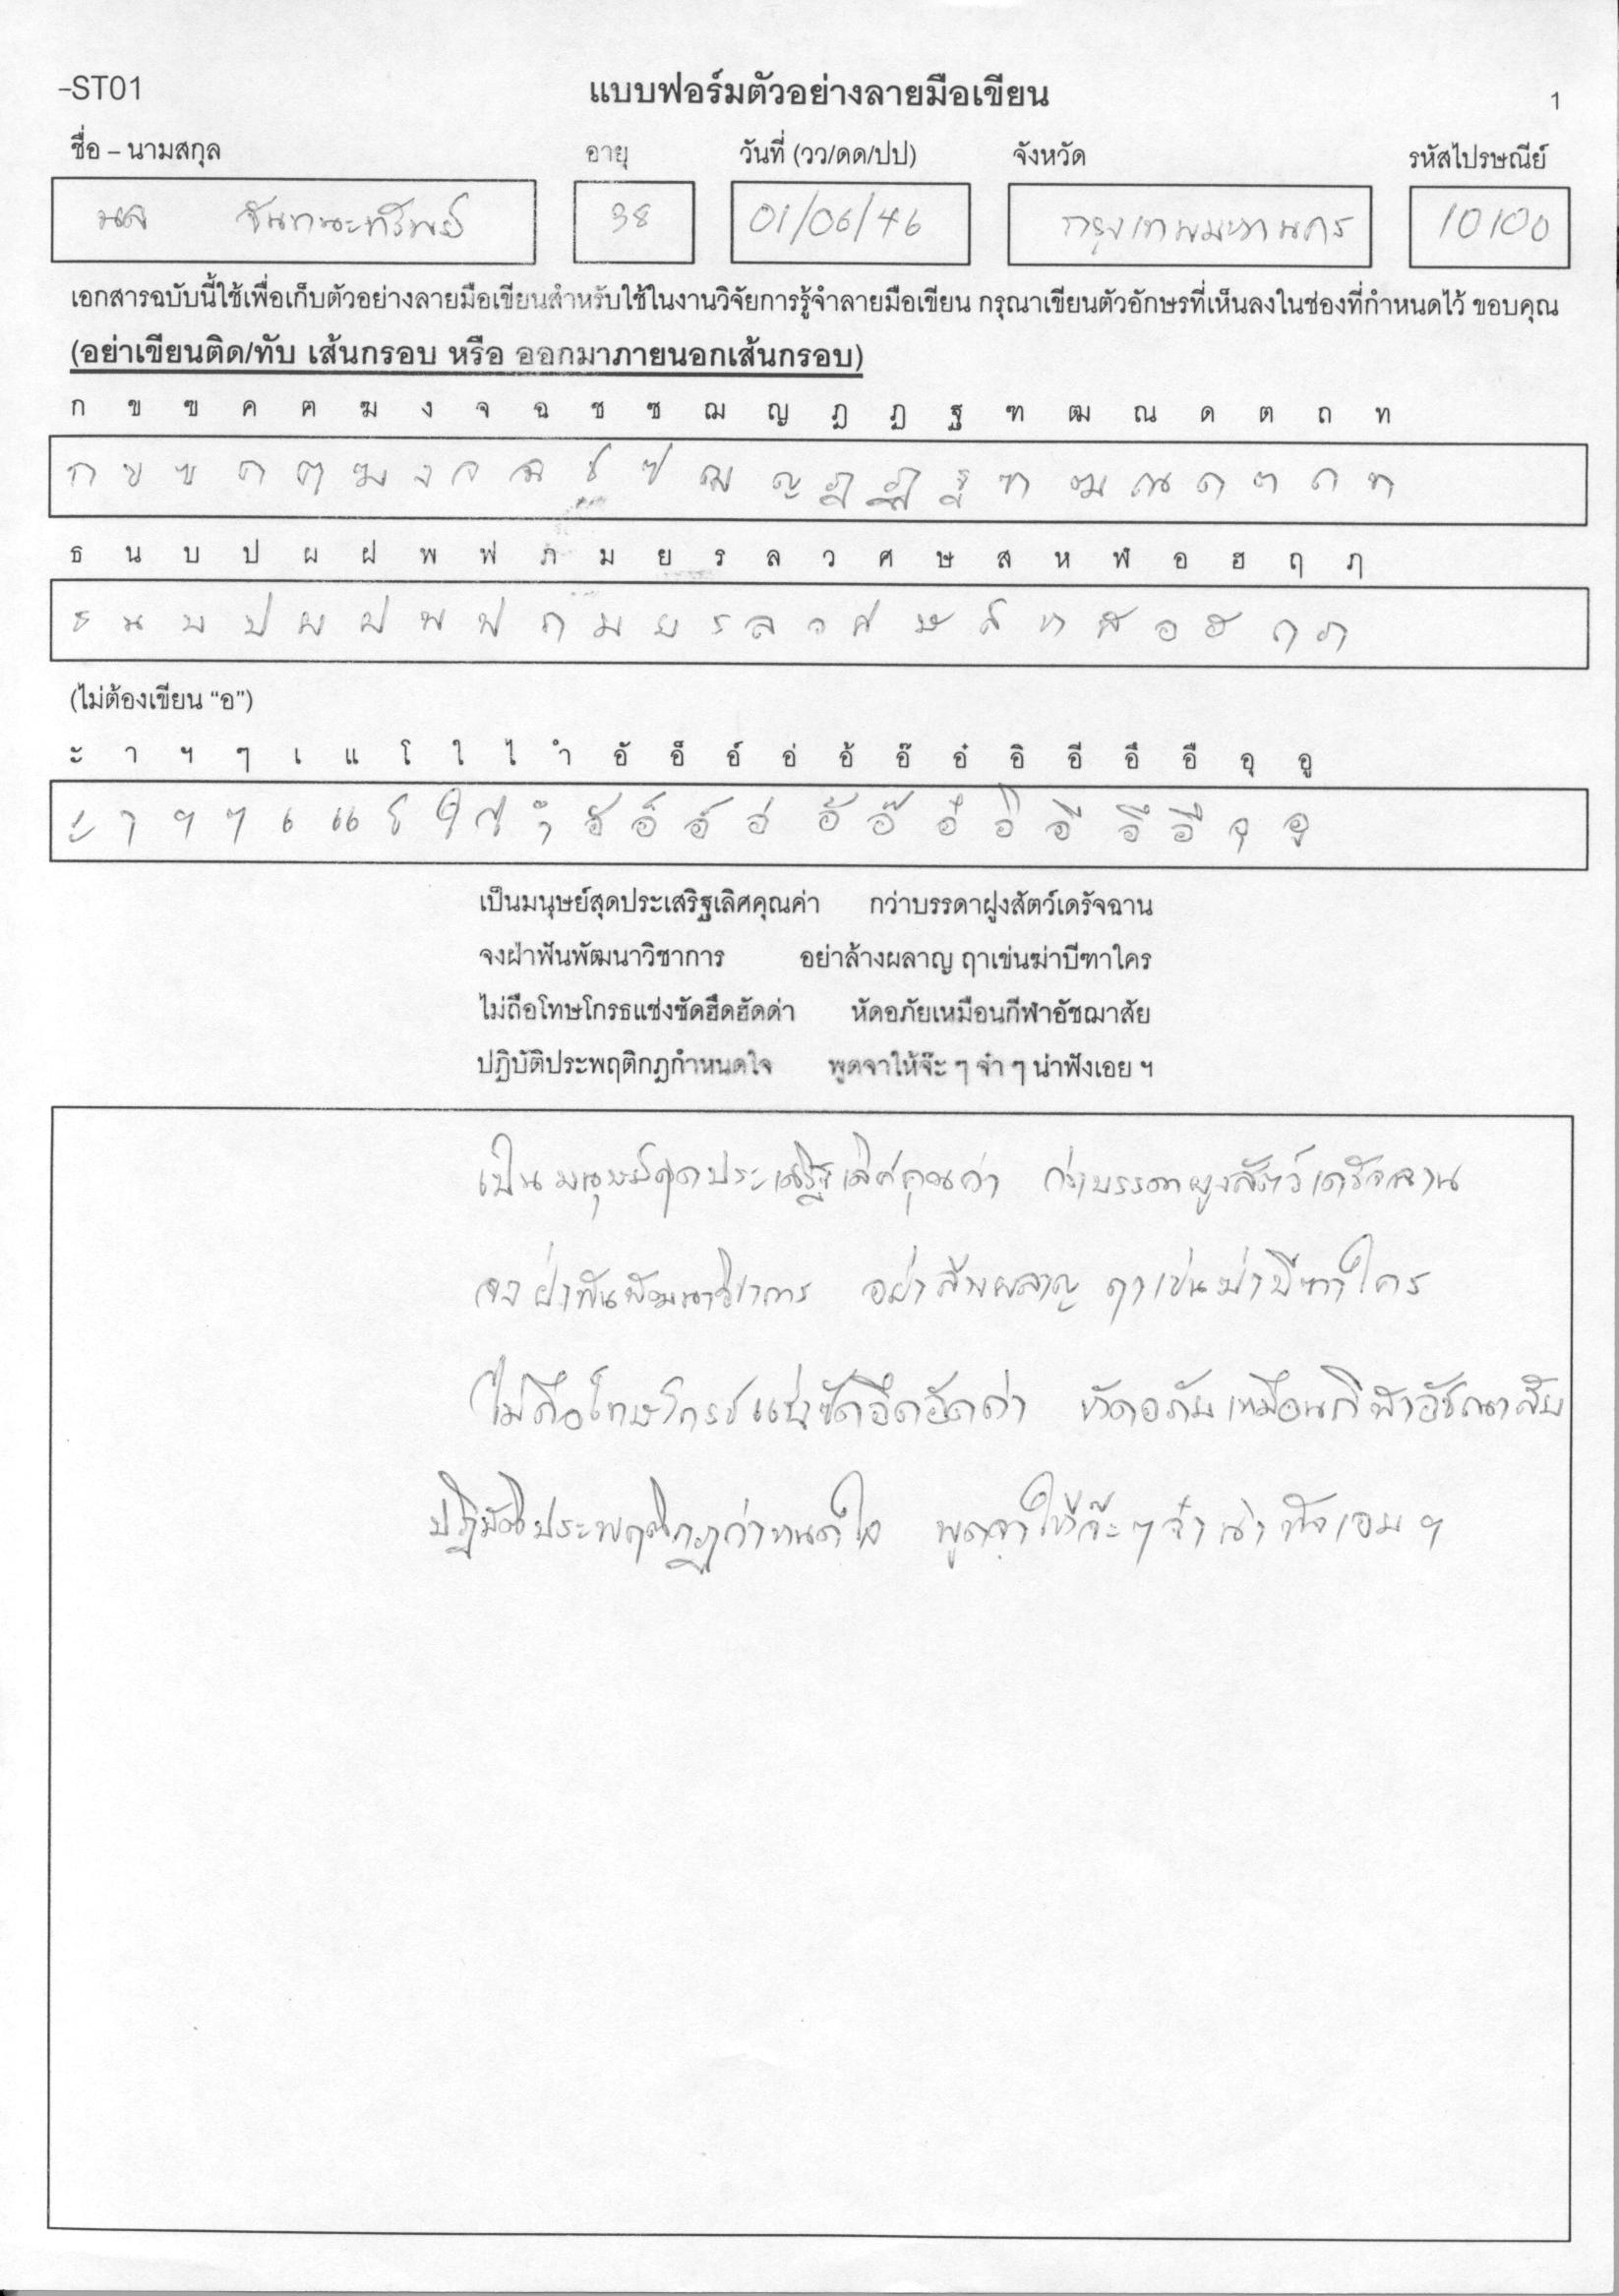 -ST01 แบบฟอร์มตัวอย่างลายมือเขียน 1
ชื่อ – นามสกุล อายุ วันที่ (วว/ดด/ปป) จังหวัด รหัสไปรษณีย์
38 01/06/46 กรุงเทพมหานคร 10100
เอกสารฉบับนี้ใช้เพื่อเก็บตัวอย่างลายมือเขียนสำหรับใช้ในงานวิจัยการรู้จำลายมือเขียน กรุณาเขียนตัวอักษรที่เห็นลงในช่องที่กำหนดไว้ ขอบคุณ
(อย่าเขียนติด/ทับ เส้นกรอบ หรือ ออกมาภายนอกเส้นกรอบ)
ก ข ฃ ค ฅ ฆ ง จ ฉ ช ซ ฌ ญ ฎ ฏ ฐ ฑ ฒ ณ ด ต ถ ท
ก ข ฃ ค ฅ ฆ ง จ ฉ ช ซ ฌ ญ ฎ ฏ ฐ ฑ ฒ ณ ด ต ถ ท
ธ น บ ป ผ ฝ พ ฟ ภ ม ย ร ล ว ศ ษ ส ห ฬ อ ฮ ฤ ฦ
ธ น บ ป ผ ฝ พ ฟ ภ ม ย ร ล ว ศ ษ ส ห ฬ อ ฮ ฤ ฦ
(ไม่ต้องเขียน “อ”)
ะ า ฯ ๆ เ แ โ ใ ไ ำ อั อ็ อ์ อ่ อ้ อ๊ อ๋ อิ อี อึ อื อุ อู
ะ า ฯ ๆ เ แ โ ใ ไ ำ อั อ็ อ์ อ่ อ้ อ๊ อ๋ อิ อี อึ อื อุ อู
เป็นมนุษย์สุดประเสริฐเลิศคุณค่า กว่าบรรดาฝูงสัตว์เดรัจฉาน
จงฝ่าฟันพัฒนาวิชาการ อย่าล้างผลาญ ฤาเข่นฆ่าบีฑาใคร
ไม่ถือโทษโกรธแช่งซัดฮึดฮัดด่า หัดอภัยเหมือนกีฬาอัชฌาสัย
ปฏิบัติประพฤติกฎกำหนดใจ พูดจาให้จ๊ะ ๆ จ๋า ๆ น่าฟังเอย ฯ
เป็นมนุษย์สุดประเสริฐเลิศคุณค่า กว่าบรรดาฝูงสัตว์เดรัจฉาน
จงฝ่าฟันพัฒนาวิชาการ อย่าล้างผลาญ ฤาเข่นฆ่าบีฑาใคร
ไม่ถือโทษโกรธแช่งซัดฮึดฮัดด่า หัดอภัยเหมือนกีฬาอัชฌาสัย
ปฏิบัติประพฤติกฎกำหนดใจ พูดจาให้จ๊ะ ๆ จ๋า น่าฟังเอย ฯ